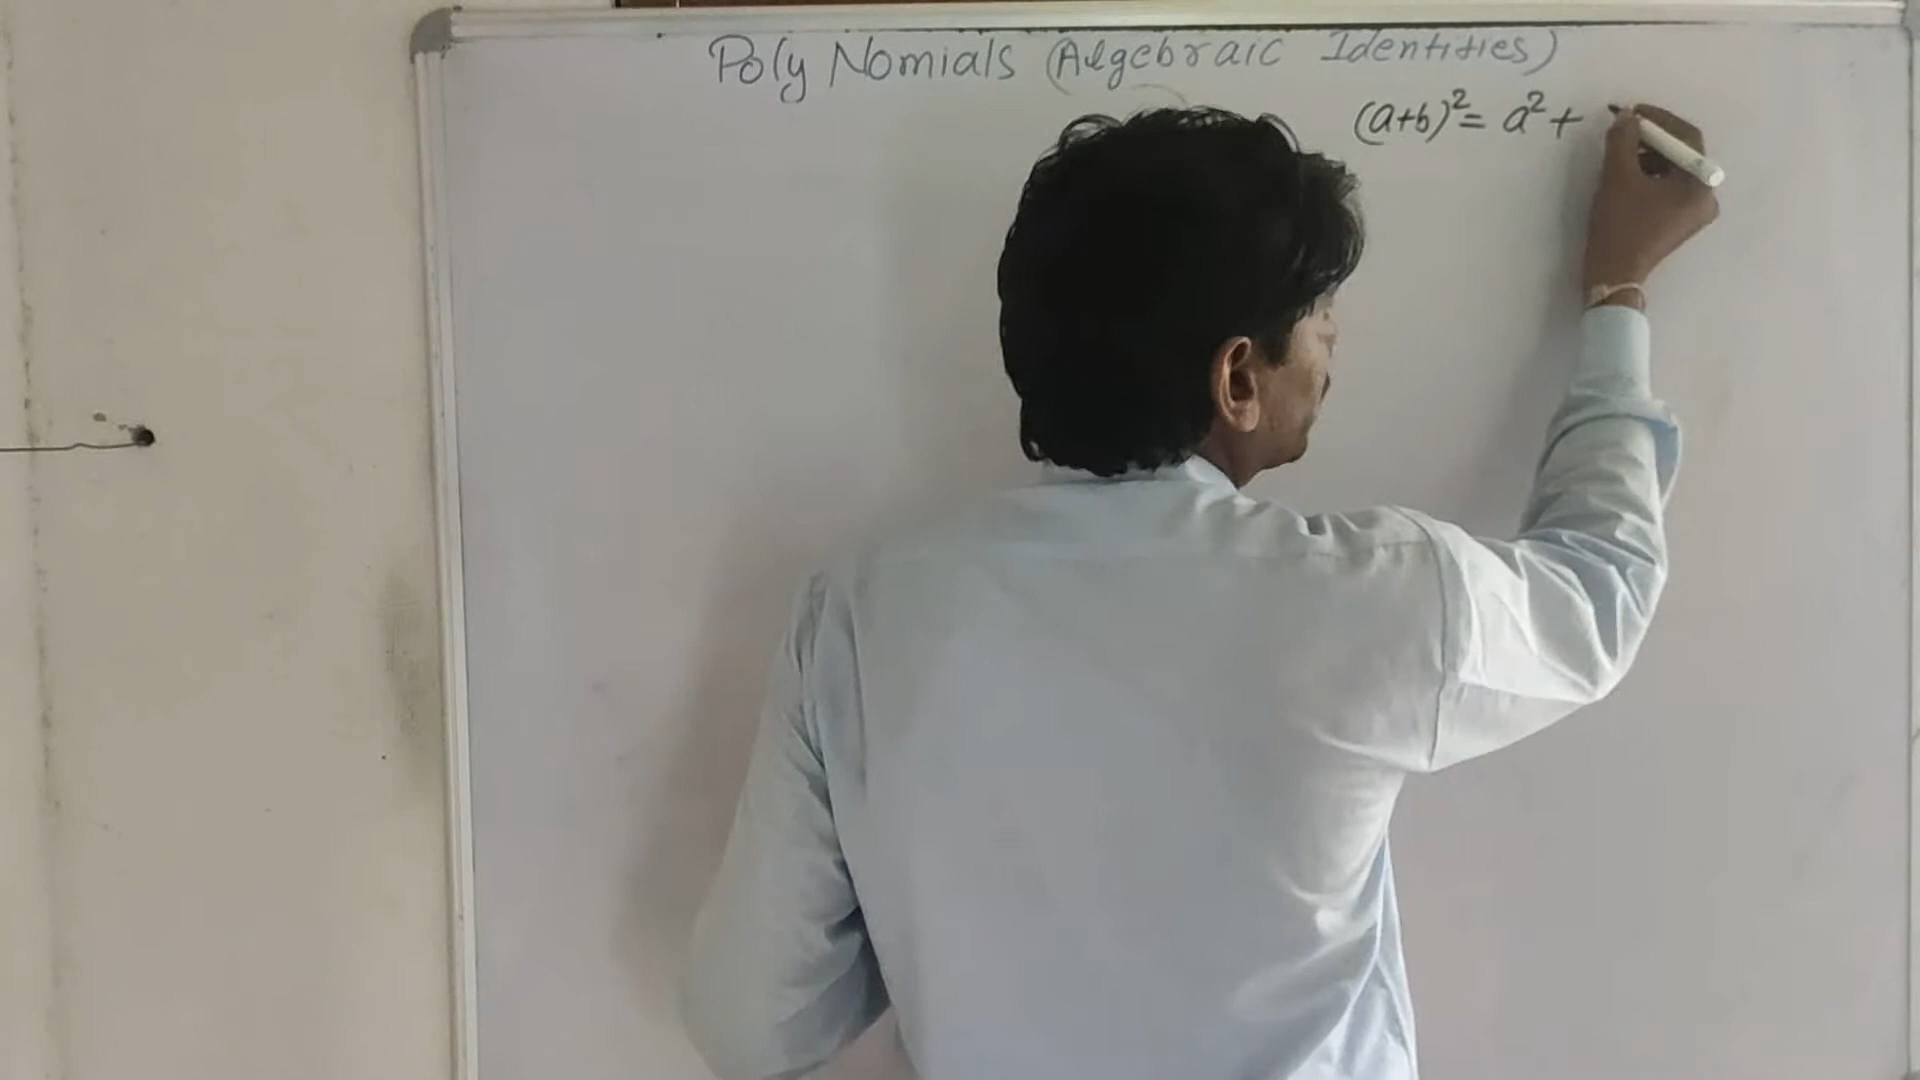 Poly Nomials (Algebraic Identities)
(a+b)²= a²+